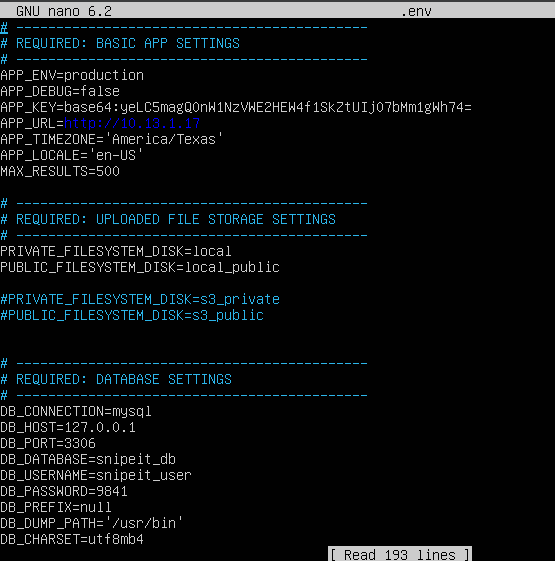 GNU nano 6.2 .env
# --------------------------------------------
# REQUIRED: BASIC APP SETTINGS
# --------------------------------------------
APP_ENV=production
APP_DEBUG=false
APP_KEY=base64:yeLC5magQ0nW1NzVWE2HEW4f1SkZtUIj07bMm1gWh74=
APP_URL=http://10.13.1.17
APP_TIMEZONE='America/Texas'
APP_LOCALE='en-US'
MAX_RESULTS=500
# --------------------------------------------
# REQUIRED: UPLOADED FILE STORAGE SETTINGS
# --------------------------------------------
PRIVATE_FILESYSTEM_DISK=local
PUBLIC_FILESYSTEM_DISK=local_public
#PRIVATE_FILESYSTEM_DISK=s3_private
#PUBLIC_FILESYSTEM_DISK=s3_public
# --------------------------------------------
# REQUIRED: DATABASE SETTINGS
# --------------------------------------------
DB_CONNECTION=mysql
DB_HOST=127.0.0.1
DB_PORT=3306
DB_DATABASE=snipeit_db
DB_USERNAME=snipeit_user
DB_PASSWORD=9841
DB_PREFIX=null
DB_DUMP_PATH='/usr/bin'
DB_CHARSET=utf8mb4
[ Read 193 lines ]